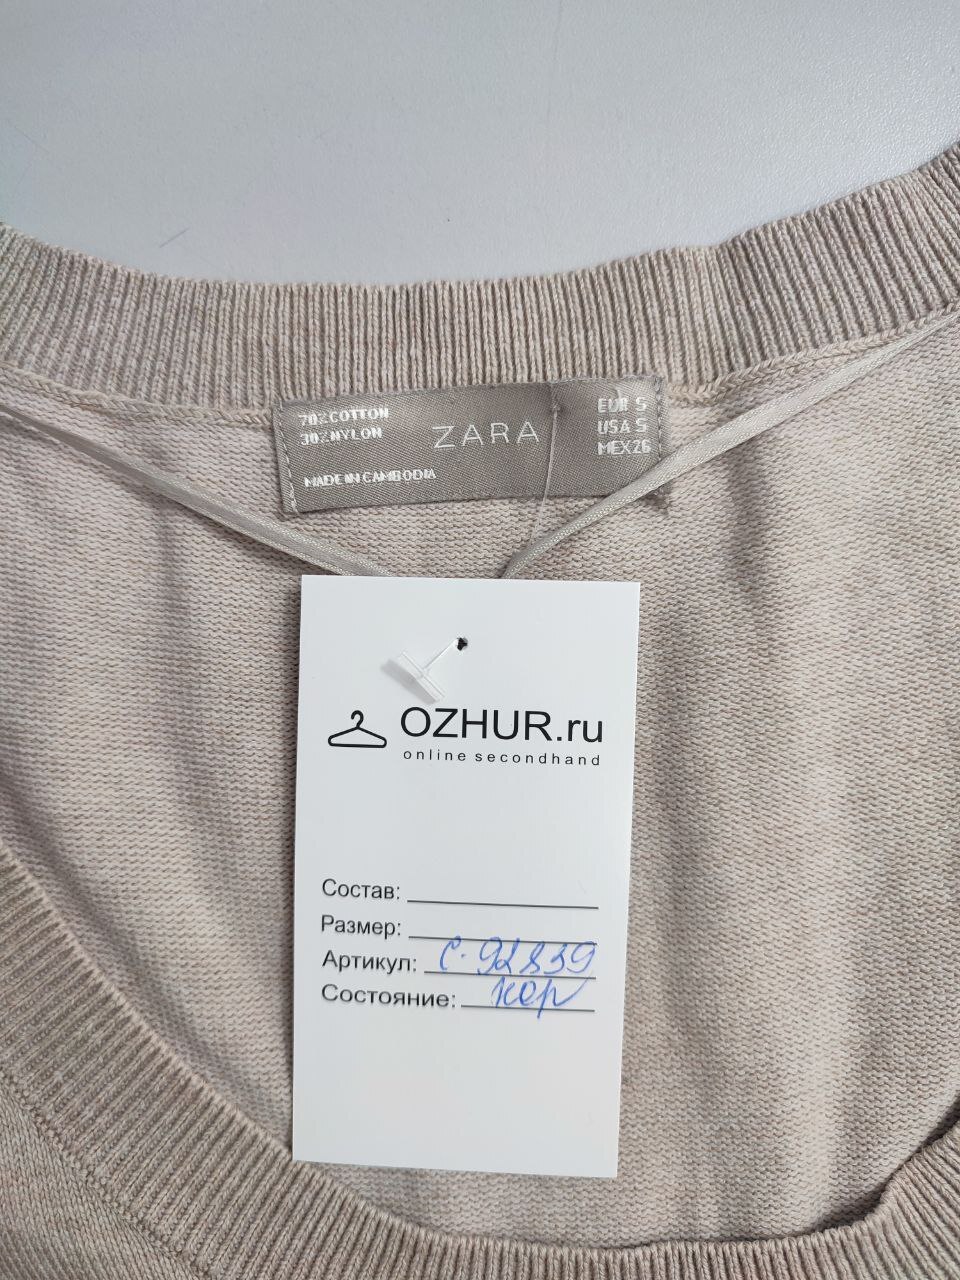 70% COTTON
30% NYLON
MADE IN CAMBODIA
ZARA
EUR S
USA S
MEX 26
OZHUR.ru
online secondhand
Состав:
Размер:
Артикул: С-92839
Состояние: хор